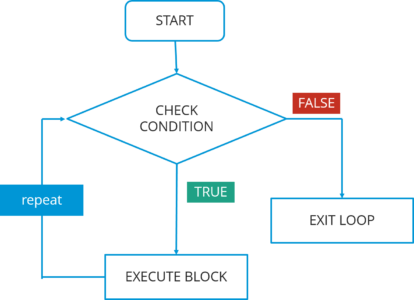 START
CHECK
CONDITION
FALSE
TRUE
repeat
EXIT LOOP
EXECUTE BLOCK